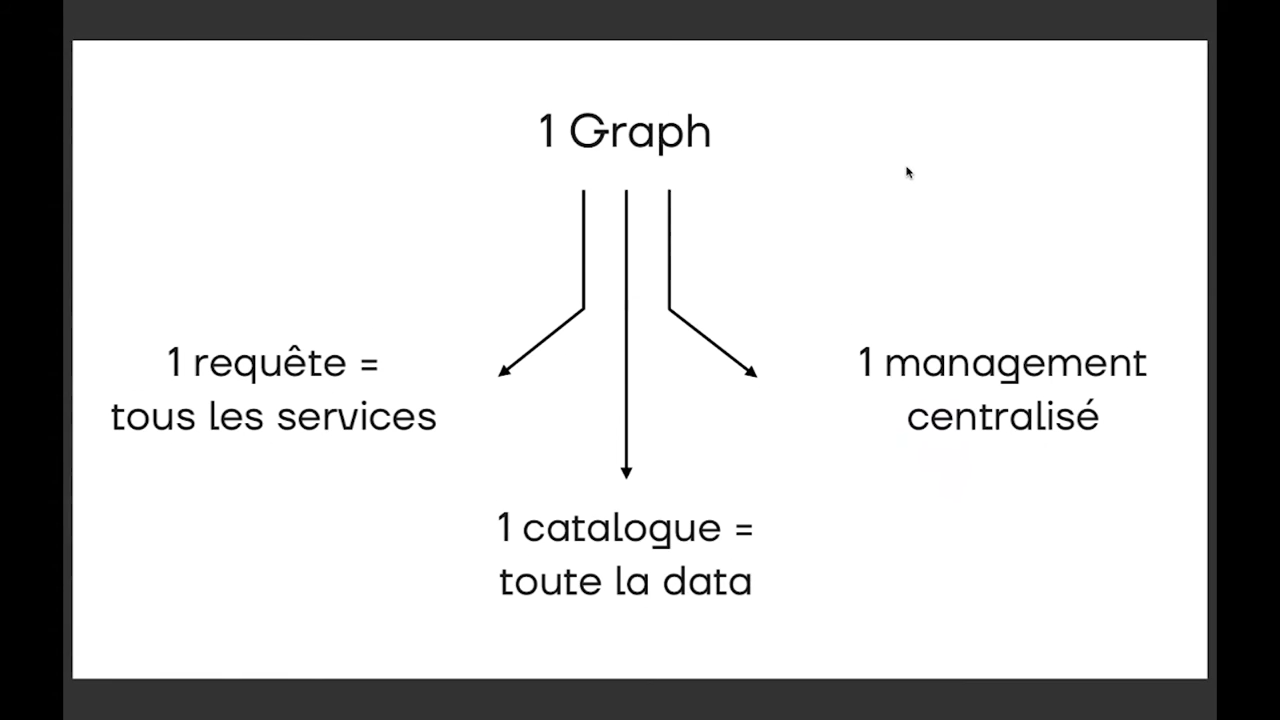 1 Graph
1 requête =
tous les services
1 management
centralisé
1 catalogue =
toute la data